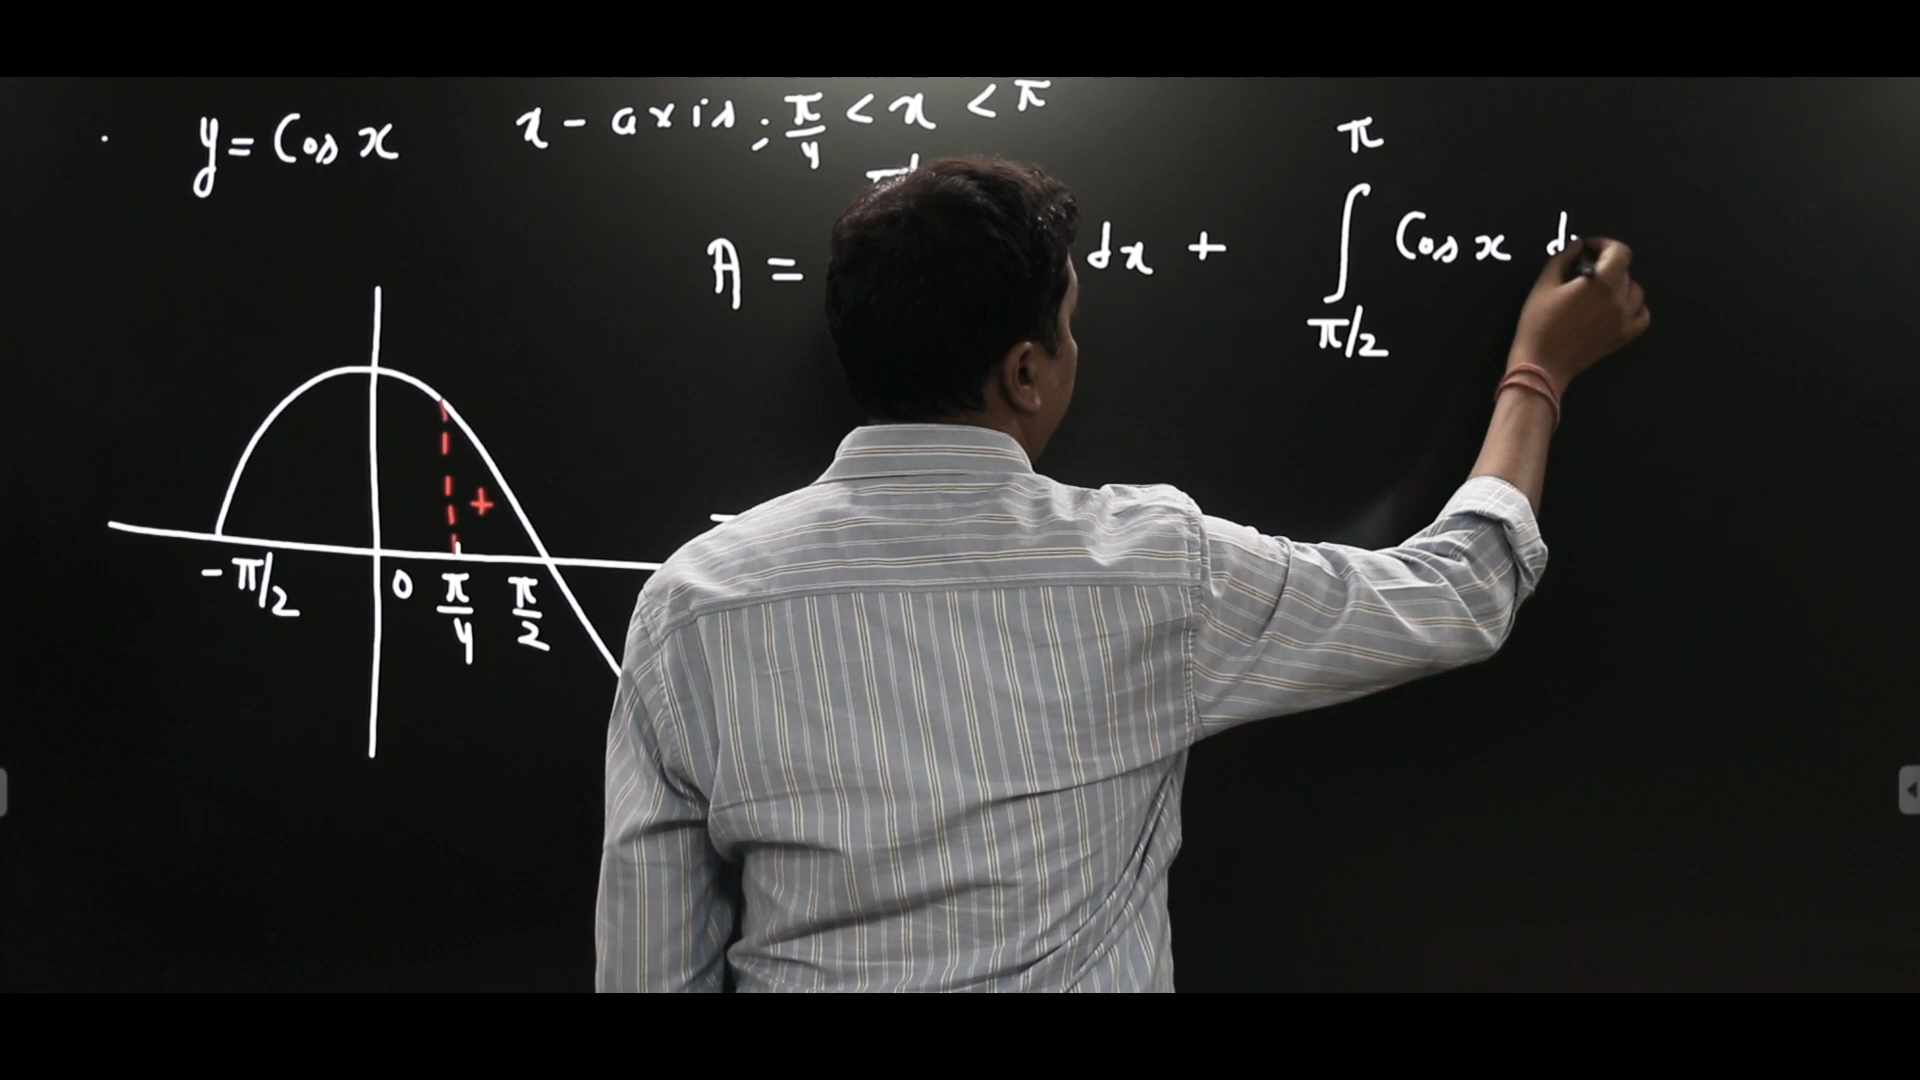 y = Cos x x-axis; π/4 < x < π
A = dx + ∫ π/2 π Cos x d
+
-π/2 0 π/4 π/2